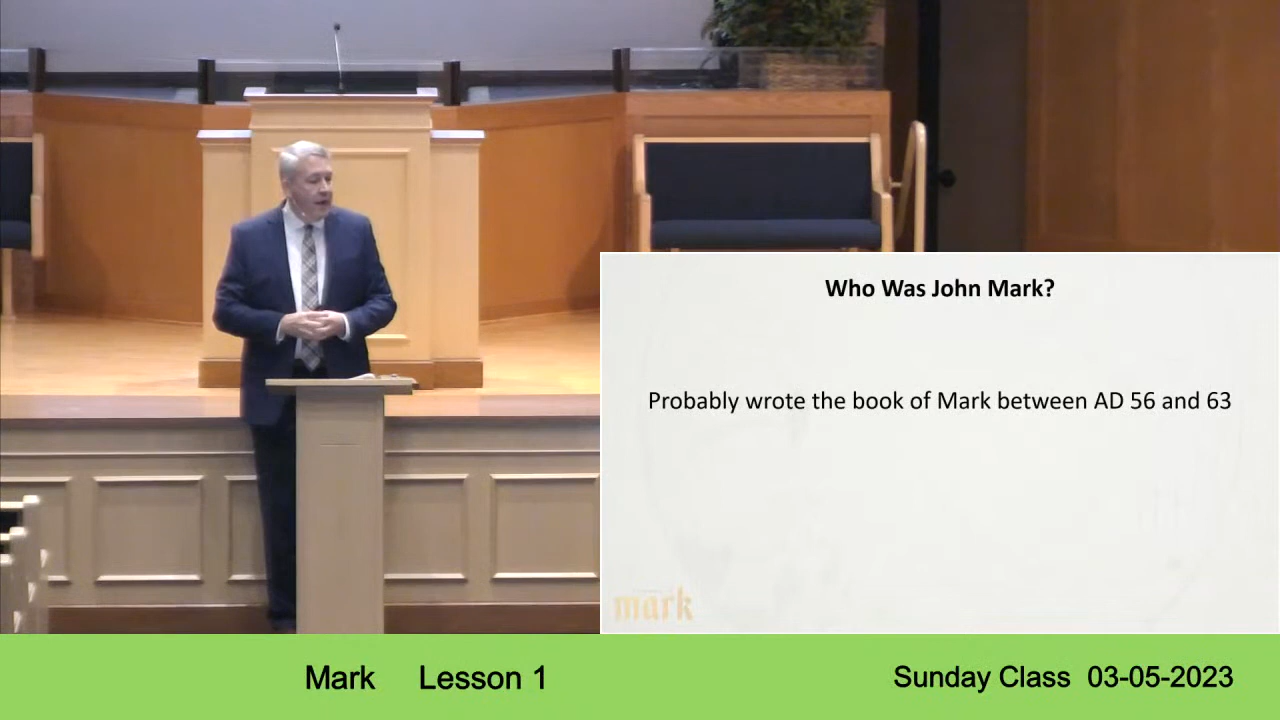 Who Was John Mark?
Probably wrote the book of Mark between AD 56 and 63
mark
Mark Lesson 1
Sunday Class 03-05-2023